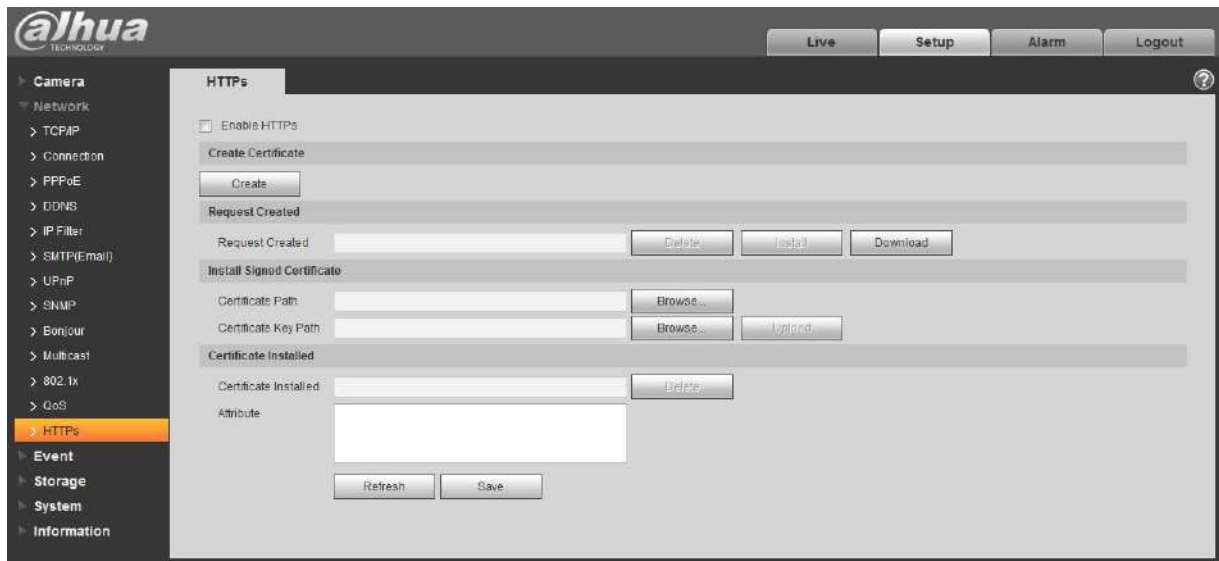 alhua
TECHNOLOGY
Live
Setup
Alarm
Logout
Camera
HTTPs
Network
TCP/IP
Enable HTTPs
Connection
Create Certificate
PPPoE
Create
DDNS
Request Created
IP Filter
Request Created
Delete
Install
Download
SMTP(Email)
Install Signed Certificate
UPnP
Certificate Path
Browse...
SNMP
Certificate Key Path
Browse...
Upload
Bonjour
Multicast
Certificate Installed
802.1x
Certificate Installed
Delete
QoS
Attribute
HTTPs
Event
Storage
Refresh
Save
System
Information